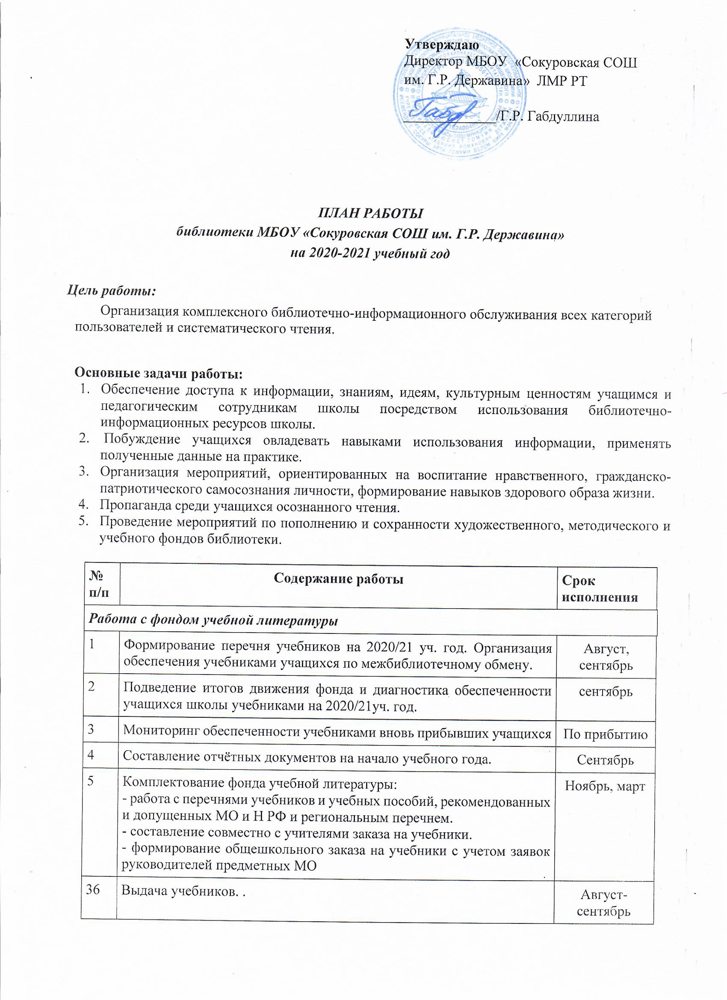 Утверждаю
Директор МБОУ «Сокуровская СОШ
им. Г.Р. Державина» ЛМР РТ
/Г.Р. Габдуллина
ПЛАН РАБОТЫ
библиотеки МБОУ «Сокуровская СОШ им. Г.Р. Державина»
на 2020-2021 учебный год
Цель работы:
Организация комплексного библиотечно-информационного обслуживания всех категорий
пользователей и систематического чтения.
Основные задачи работы:
1. Обеспечение доступа к информации, знаниям, идеям, культурным ценностям учащимся и
педагогическим сотрудникам школы посредством использования библиотечно-
информационных ресурсов школы.
2. Побуждение учащихся овладевать навыками использования информации, применять
полученные данные на практике.
3. Организация мероприятий, ориентированных на воспитание нравственного, гражданско-
патриотического самосознания личности, формирование навыков здорового образа жизни.
4. Пропаганда среди учащихся осознанного чтения.
5. Проведение мероприятий по пополнению и сохранности художественного, методического и
учебного фондов библиотеки.
№ п/п
Содержание работы
Срок исполнения
Работа с фондом учебной литературы
1
Формирование перечня учебников на 2020/21 уч. год. Организация
обеспечения учебниками учащихся по межбиблиотечному обмену.
Август,
сентябрь
2
Подведение итогов движения фонда и диагностика обеспеченности
учащихся школы учебниками на 2020/21уч. год.
сентябрь
3
Мониторинг обеспеченности учебниками вновь прибывших учащихся
По прибытию
4
Составление отчётных документов на начало учебного года.
Сентябрь
5
Комплектование фонда учебной литературы:
- работа с перечнями учебников и учебных пособий, рекомендованных
и допущенных МО и Н РФ и региональным перечнем.
- составление совместно с учителями заказа на учебники.
- формирование общешкольного заказа на учебники с учетом заявок
руководителей предметных МО
Ноябрь, март
36
Выдача учебников. .
Август-
сентябрь